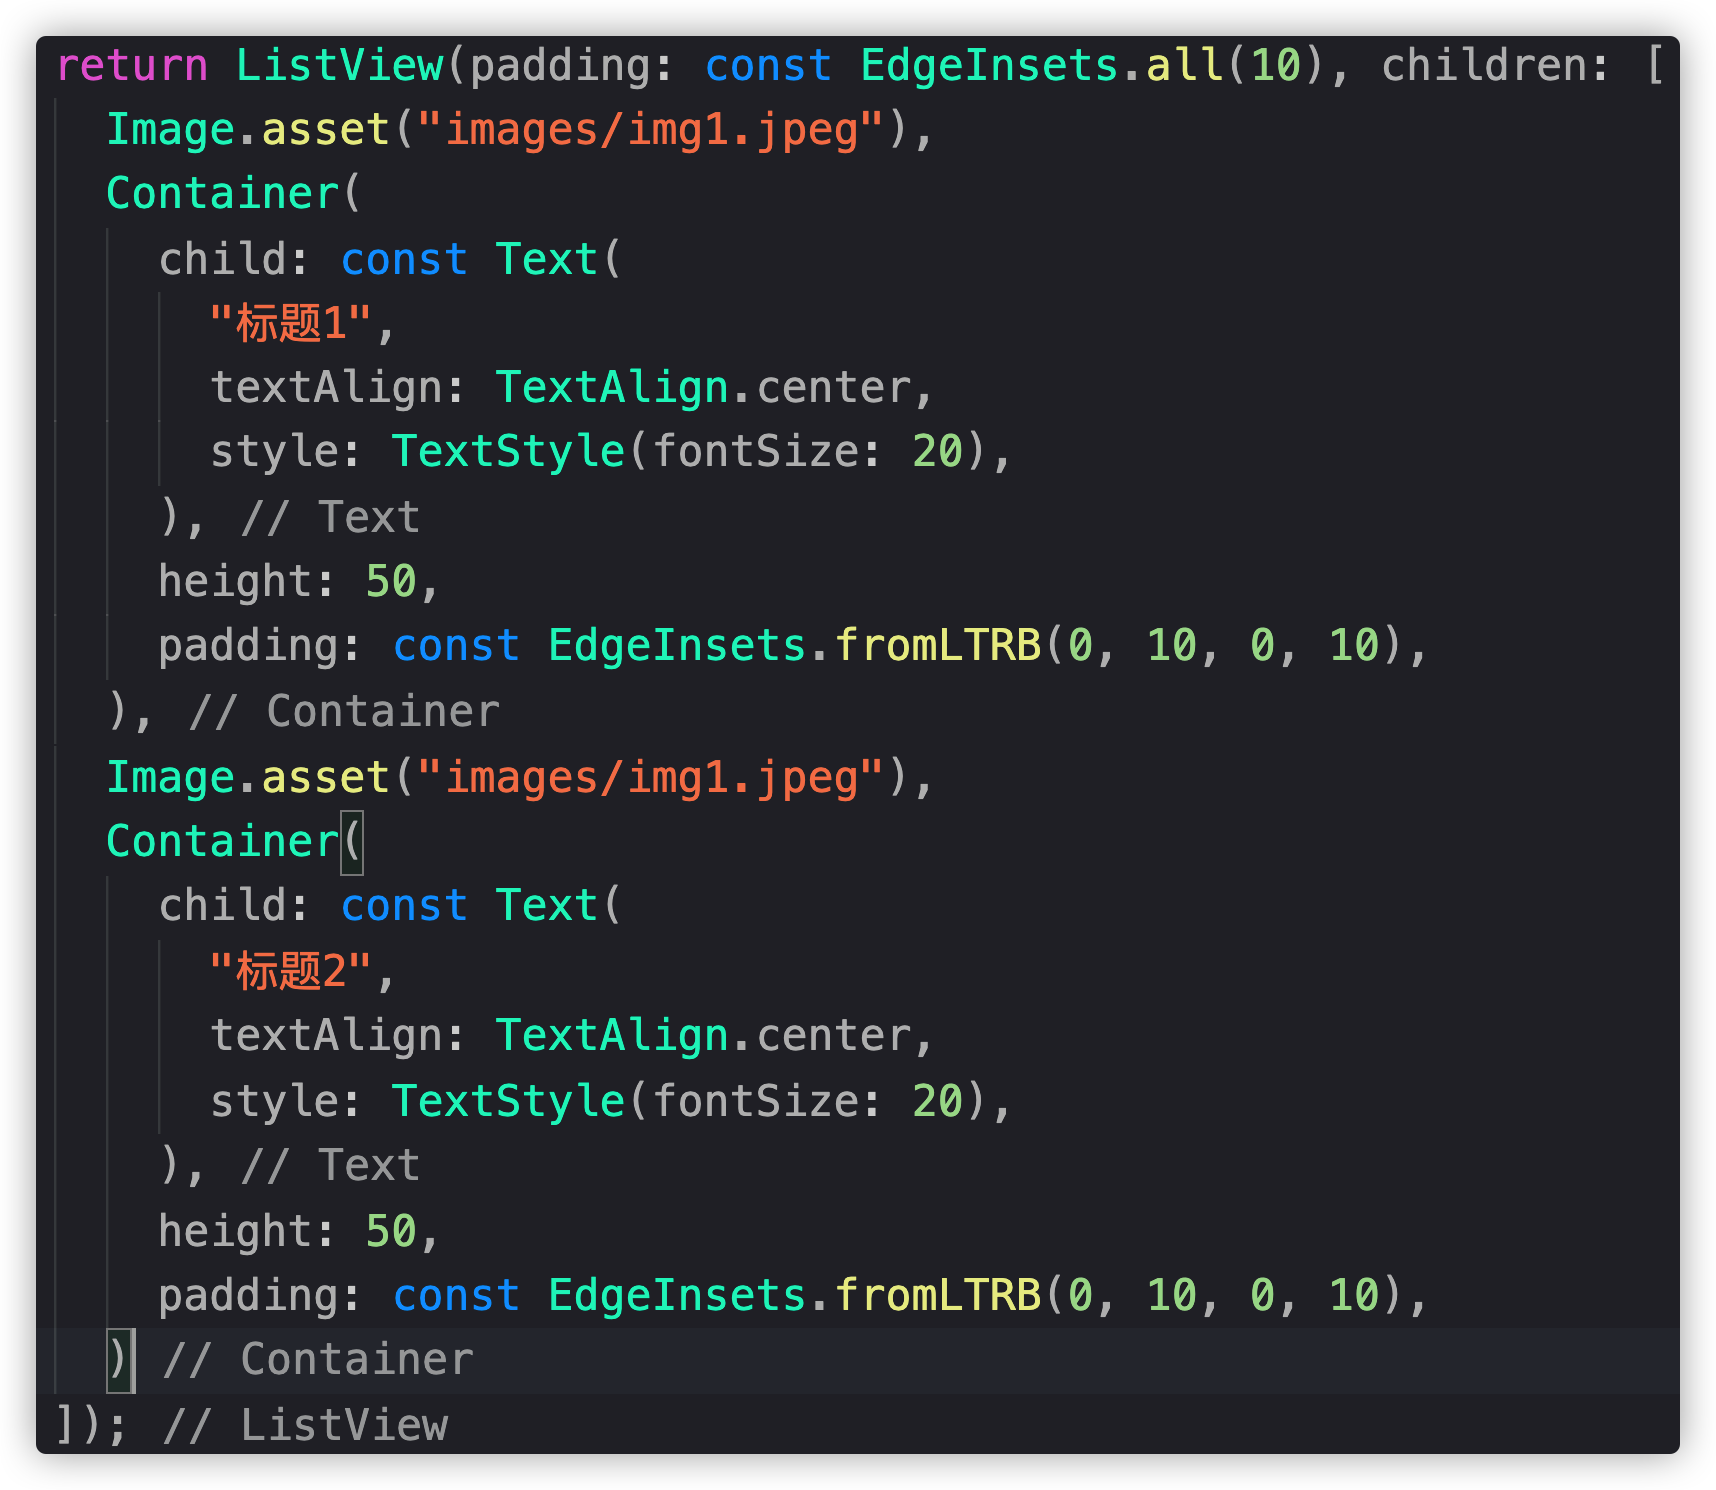 return ListView(padding: const EdgeInsets.all(10), children: [
  Image.asset("images/img1.jpeg"),
  Container(
    child: const Text(
      "标题1",
      textAlign: TextAlign.center,
      style: TextStyle(fontSize: 20),
    ), // Text
    height: 50,
    padding: const EdgeInsets.fromLTRB(0, 10, 0, 10),
  ), // Container
  Image.asset("images/img1.jpeg"),
  Container(
    child: const Text(
      "标题2",
      textAlign: TextAlign.center,
      style: TextStyle(fontSize: 20),
    ), // Text
    height: 50,
    padding: const EdgeInsets.fromLTRB(0, 10, 0, 10),
  ) // Container
]); // ListView